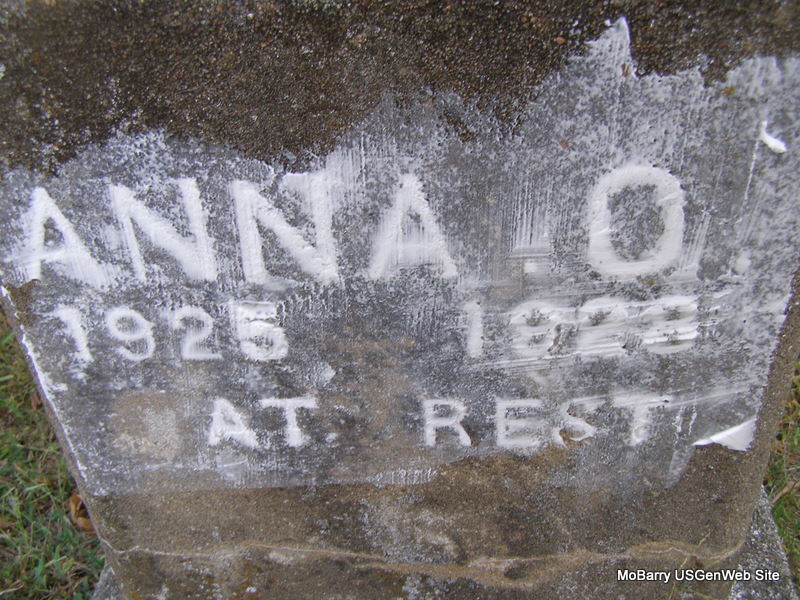 ANNA O
1925
AT. REST
MoBarry USGenWeb Site